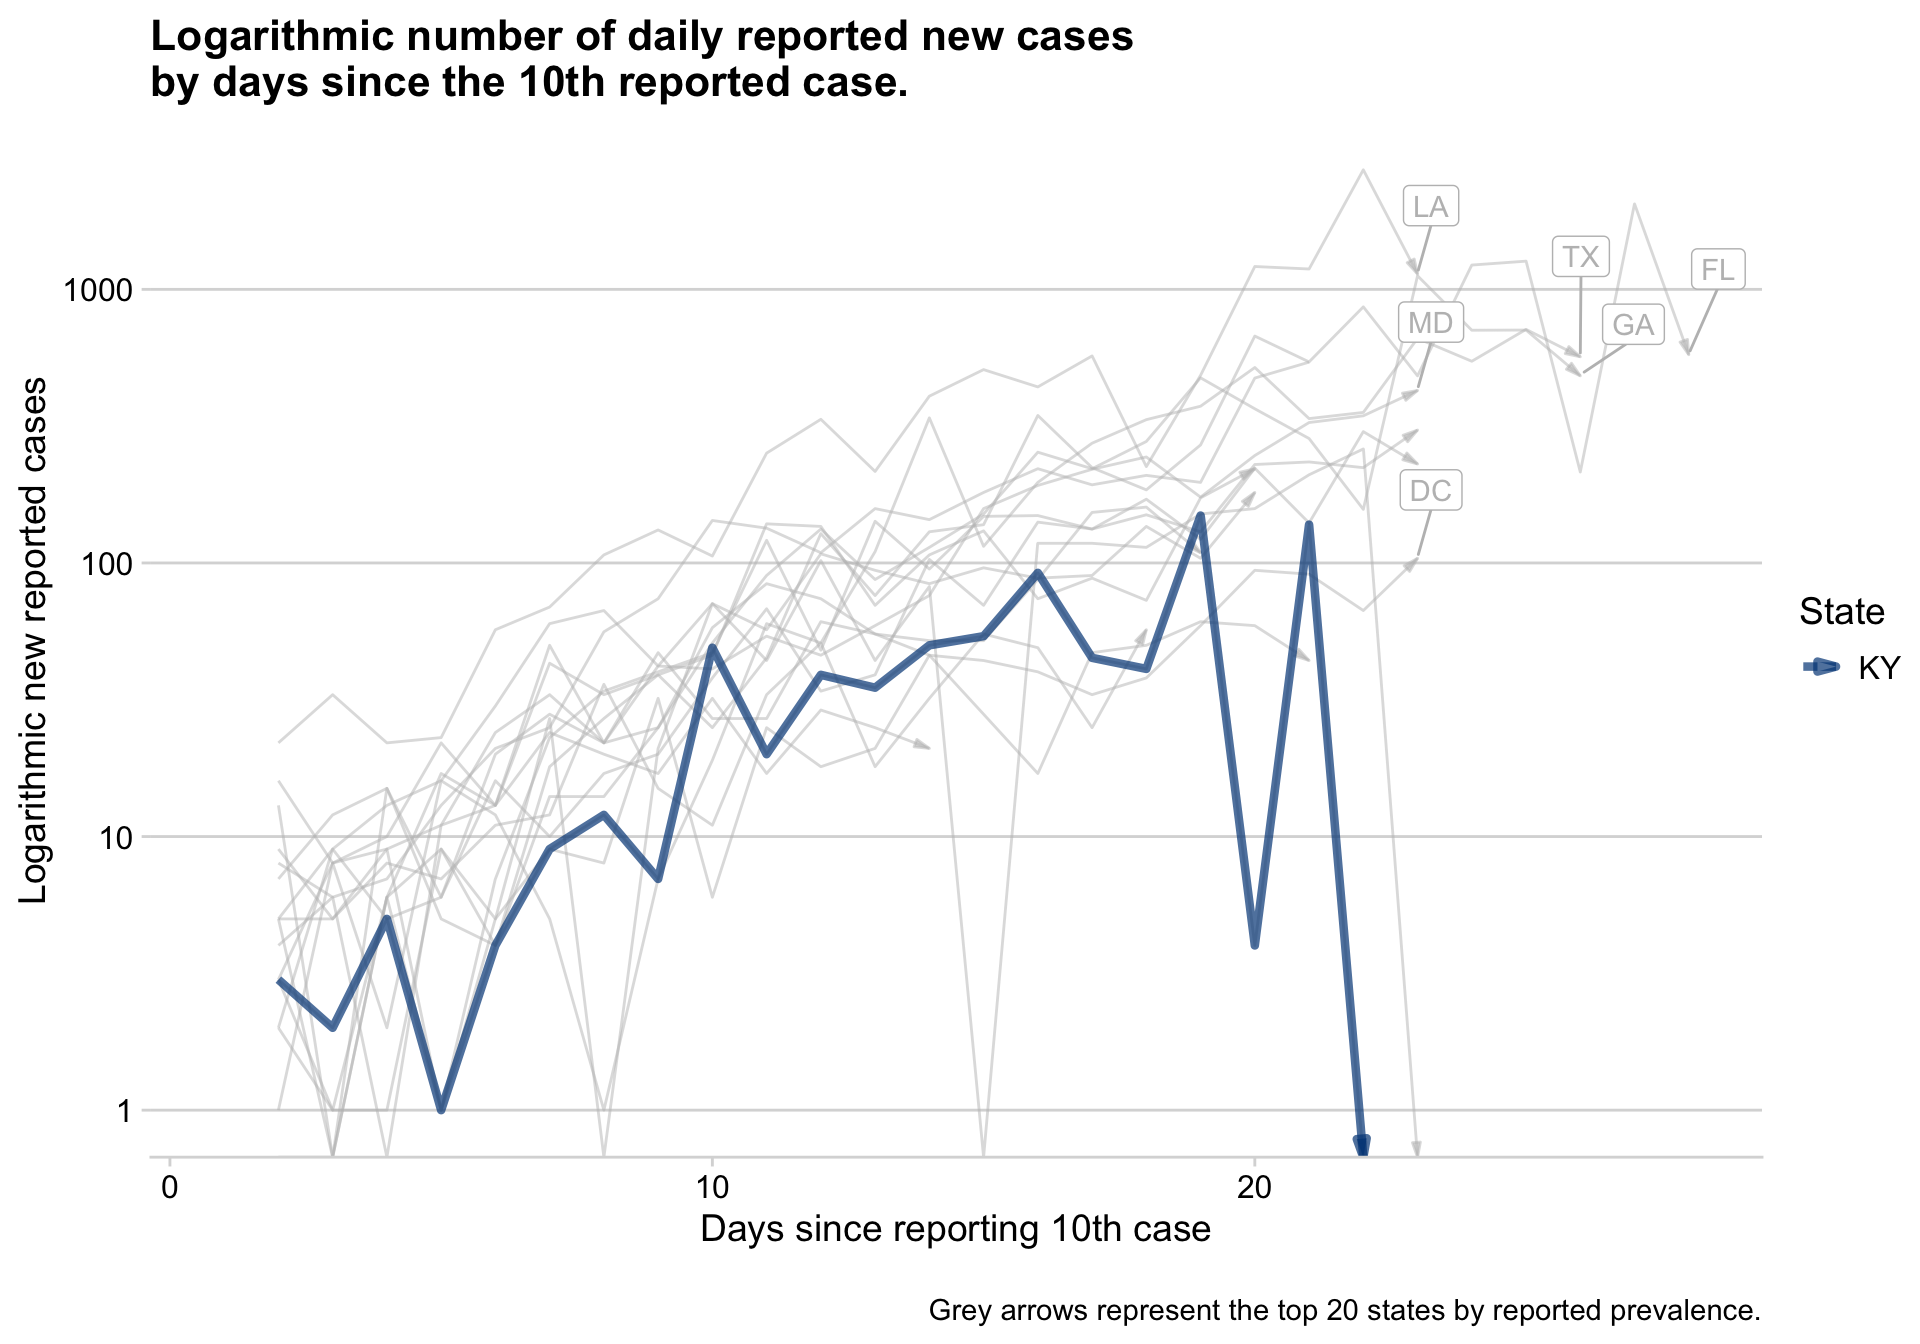 Logarithmic number of daily reported new cases
by days since the 10th reported case.
LA
TX
FL
MD
GA
DC
1000
100
10
1
Logarithmic new reported cases
0
10
20
Days since reporting 10th case
State
KY
Grey arrows represent the top 20 states by reported prevalence.